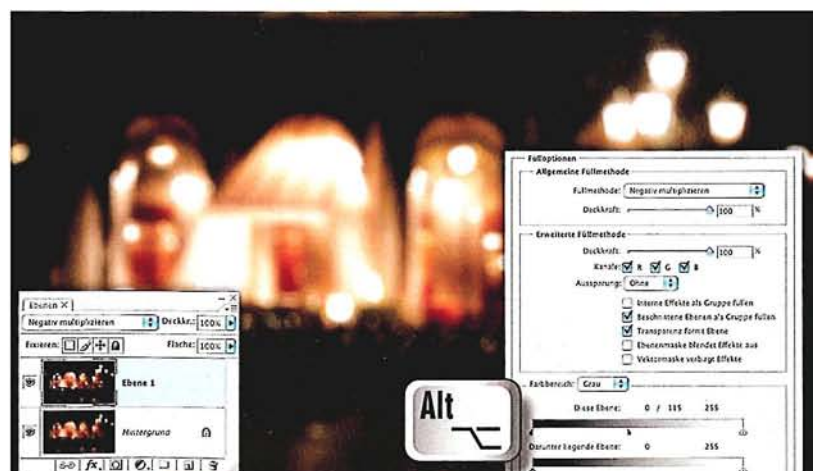 Fülloptionen
Allgemeine Füllmethode
Füllmethode: Negativ multiplizieren
Deckkraft: 100 %
Erweiterte Füllmethode
Deckkraft: 100 %
Kanäle: R G B
Aussparung: Ohne
Interne Effekte als Gruppe füllen
Beschnittene Ebenen als Gruppe füllen
Transparenz formt Ebene
Ebenenmaske blendet Effekte aus
Vektormaske verbirgt Effekte
Farbbereich: Grau
Diese Ebene: 0 / 115 255
Darunter liegende Ebene: 0 255
Ebenen ×
Negativ multiplizieren Deckkr.: 100%
Fixieren: Fläche: 100%
Ebene 1
Hintergrund
fx
Alt